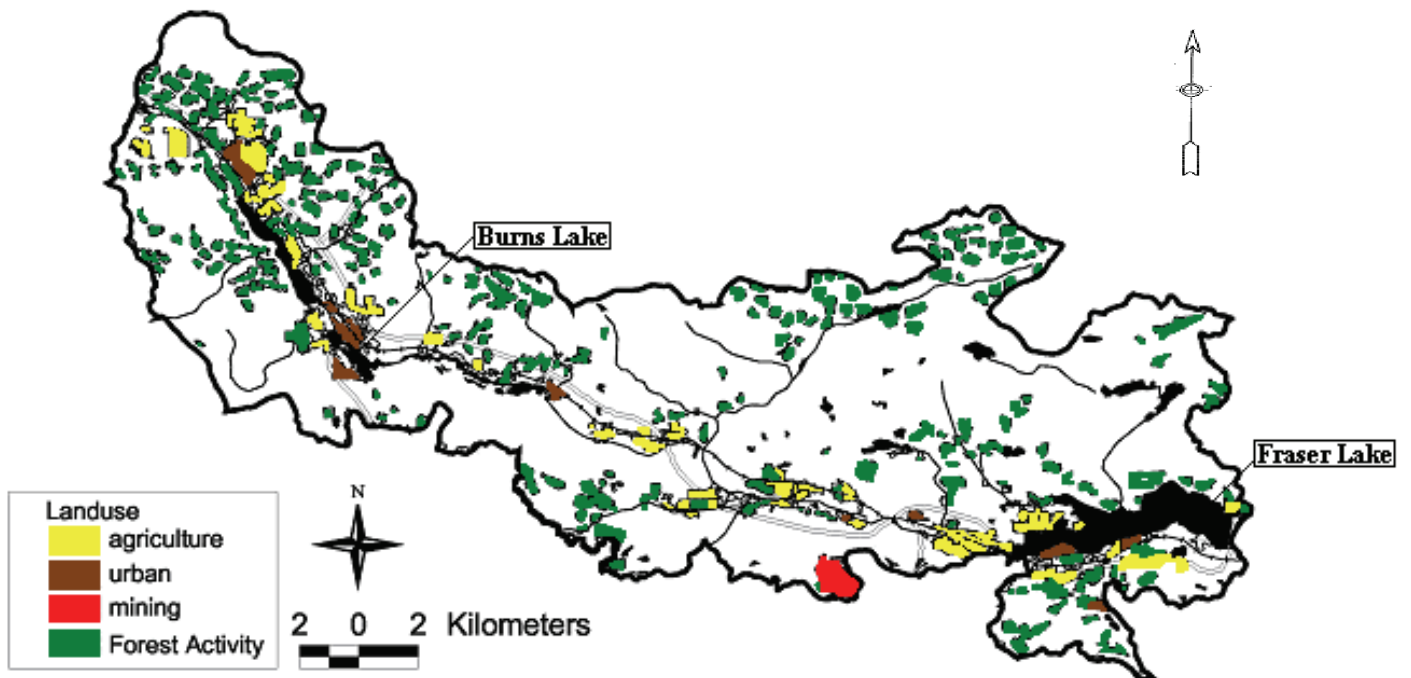 Burns Lake
Fraser Lake
Landuse
agriculture
urban
mining
Forest Activity
N
2 0 2 Kilometers